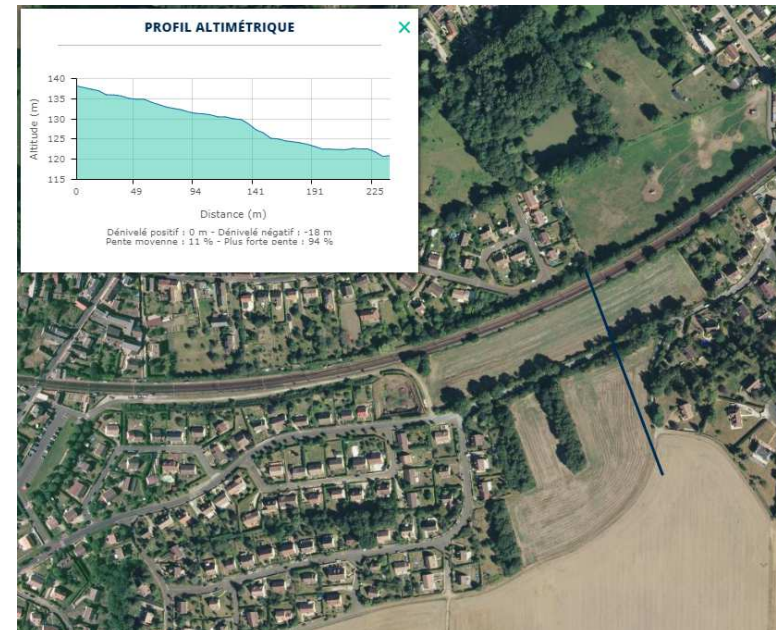 PROFIL ALTIMÉTRIQUE
×
140
135
130
125
120
115
Altitude (m)
0 49 94 141 191 225
Distance (m)
Dénivelé positif : 0 m - Dénivelé négatif : -18 m
Pente moyenne : 11 % - Plus forte pente : 94 %